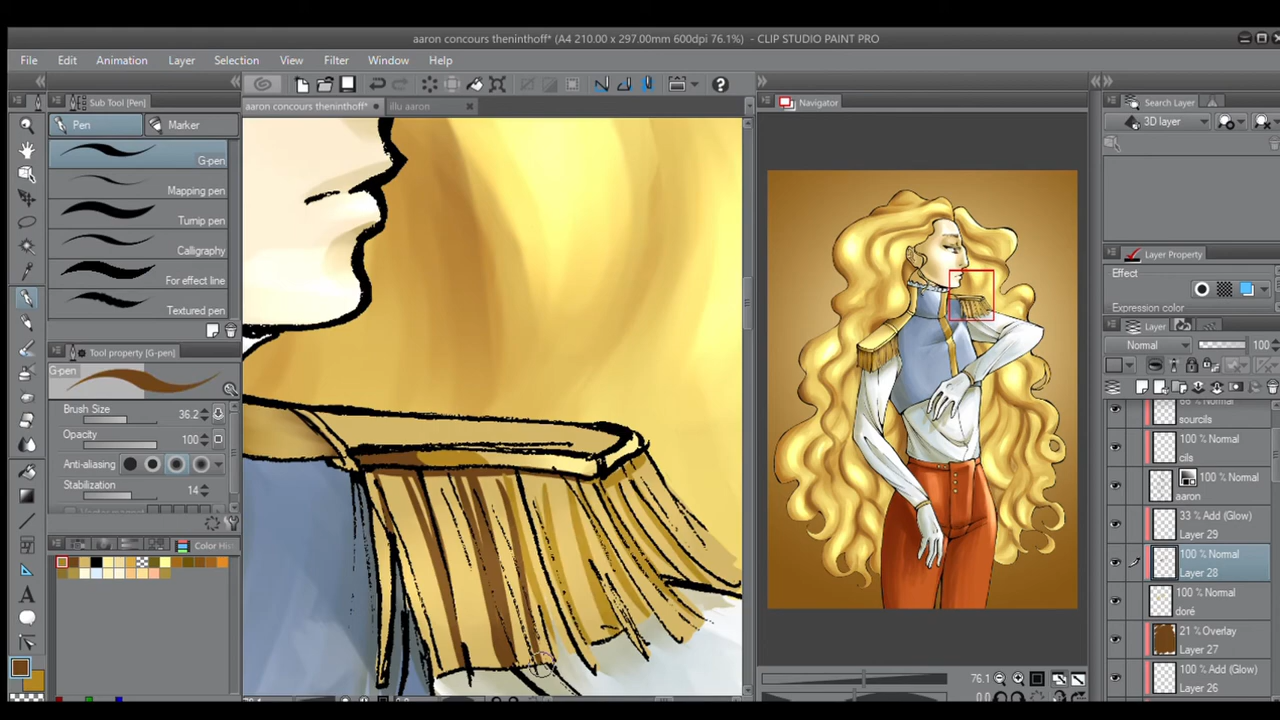 aaron concours theninthoff* (A4 210.00 x 297.00mm 600dpi 76.1%) - CLIP STUDIO PAINT PRO
File Edit Animation Layer Selection View Filter Window Help
Sub Tool [Pen]
aaron concours theninthoff*
illu aaron
Navigator
Search Layer
3D layer
Pen
Marker
G-pen
Mapping pen
Turnip pen
Calligraphy
For effect line
Textured pen
Tool property [G-pen]
G-pen
Brush Size 36.2
Opacity 100
Anti-aliasing
Stabilization 14
Color His
Layer Property
Effect
Expression color
Layer
Normal 100
sourcils
100 % Normal
cils
100 % Normal
aaron
33 % Add (Glow)
Layer 29
100 % Normal
Layer 28
100 % Normal
doré
21 % Overlay
Layer 27
100 % Add (Glow)
Layer 26
76.1
0.0